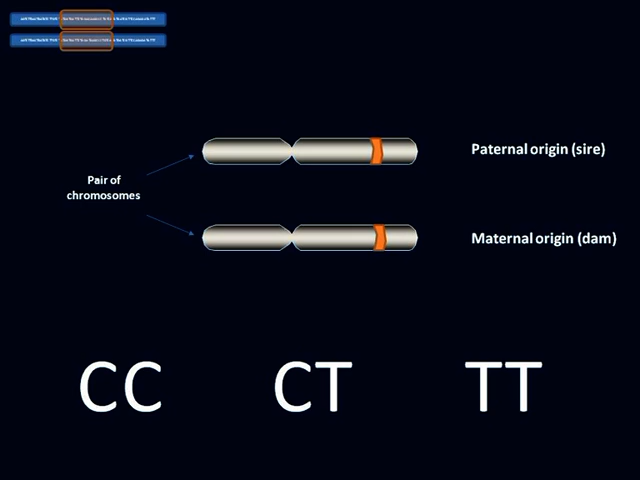 Paternal origin (sire)
Pair of
chromosomes
Maternal origin (dam)
CC CT TT